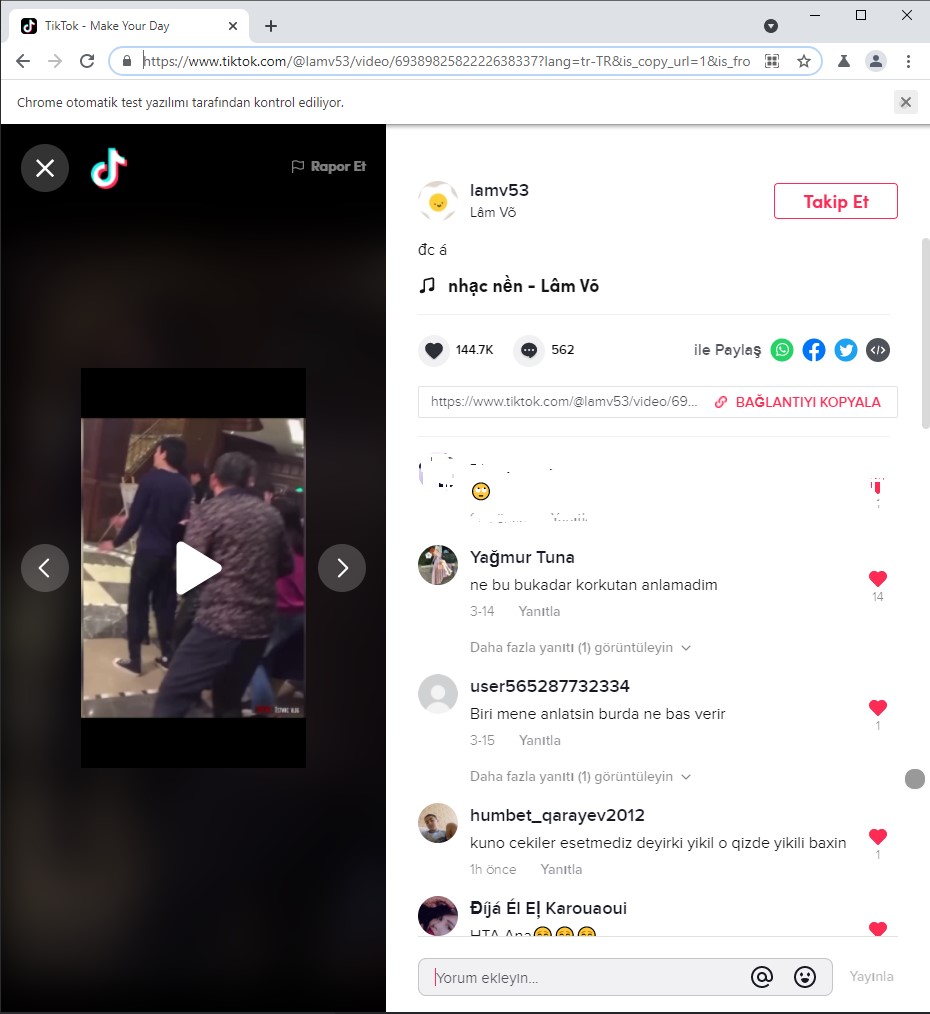 TikTok - Make Your Day
https://www.tiktok.com/@lamv53/video/6938982582222638337?lang=tr-TR&is_copy_url=1&is_fro
Chrome otomatik test yazılımı tarafından kontrol ediliyor.
Rapor Et
lamv53
Lâm Võ
Takip Et
đc á
nhạc nền - Lâm Võ
144.7K
562
ile Paylaş
https://www.tiktok.com/@lamv53/video/69...
BAĞLANTIYI KOPYALA
🙄
Yağmur Tuna
ne bu bukadar korkutan anlamadim
14
3-14 Yanıtla
Daha fazla yanıtı (1) görüntüleyin
user565287732334
Biri mene anlatsin burda ne bas verir
1
3-15 Yanıtla
Daha fazla yanıtı (1) görüntüleyin
humbet_qarayev2012
kuno cekiler esetmediz deyirki yikil o qizde yikili baxin
1
1h önce Yanıtla
Đíjá Él Eļ Karouaoui
HTA Ana
Yorum ekleyin...
Yayınla